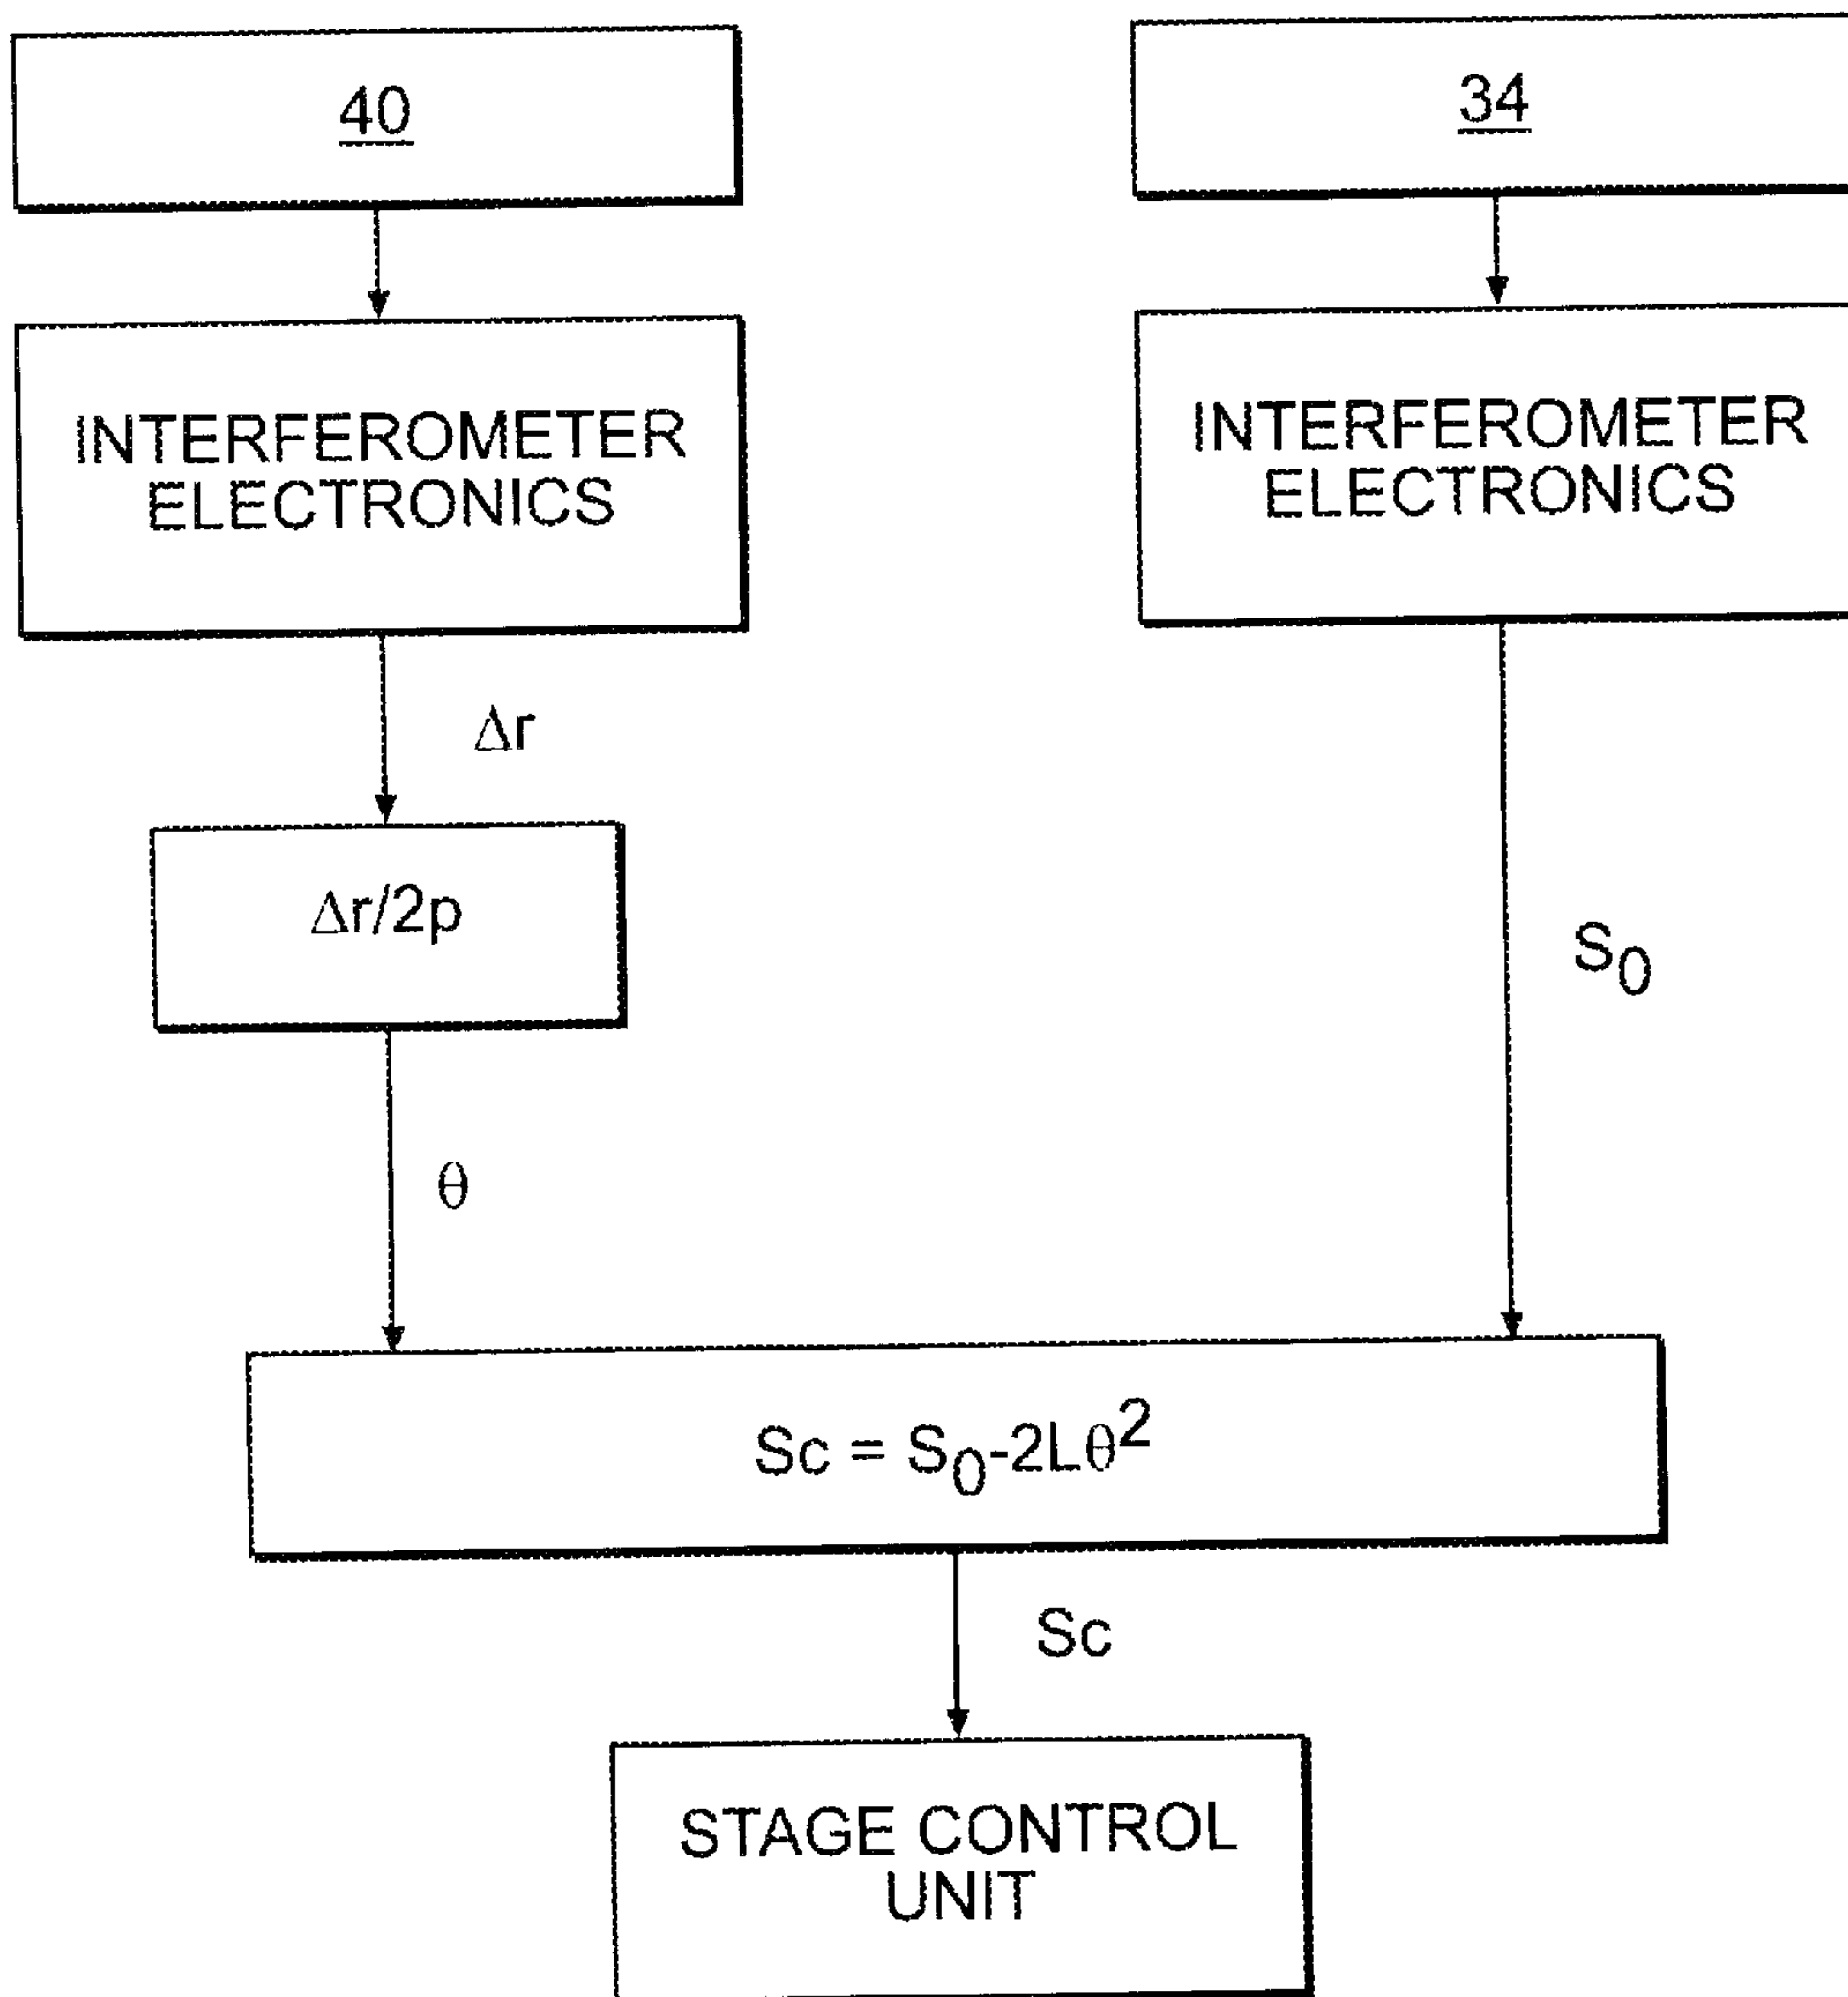 40
34
INTERFEROMETER
ELECTRONICS
INTERFEROMETER
ELECTRONICS
Δr
Δr/2p
S₀
θ
Sc = S₀-2Lθ²
Sc
STAGE CONTROL
UNIT